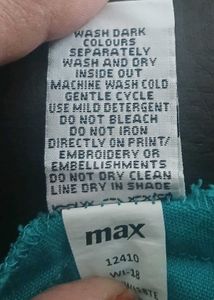 WASH DARK
COLOURS
SEPARATELY
WASH AND DRY
INSIDE OUT
MACHINE WASH COLD
GENTLE CYCLE
USE MILD DETERGENT
DO NOT BLEACH
DO NOT IRON
DIRECTLY ON PRINT/
EMBROIDERY OR
EMBELLISHMENTS
DO NOT DRY CLEAN
LINE DRY IN SHADE
max
12410